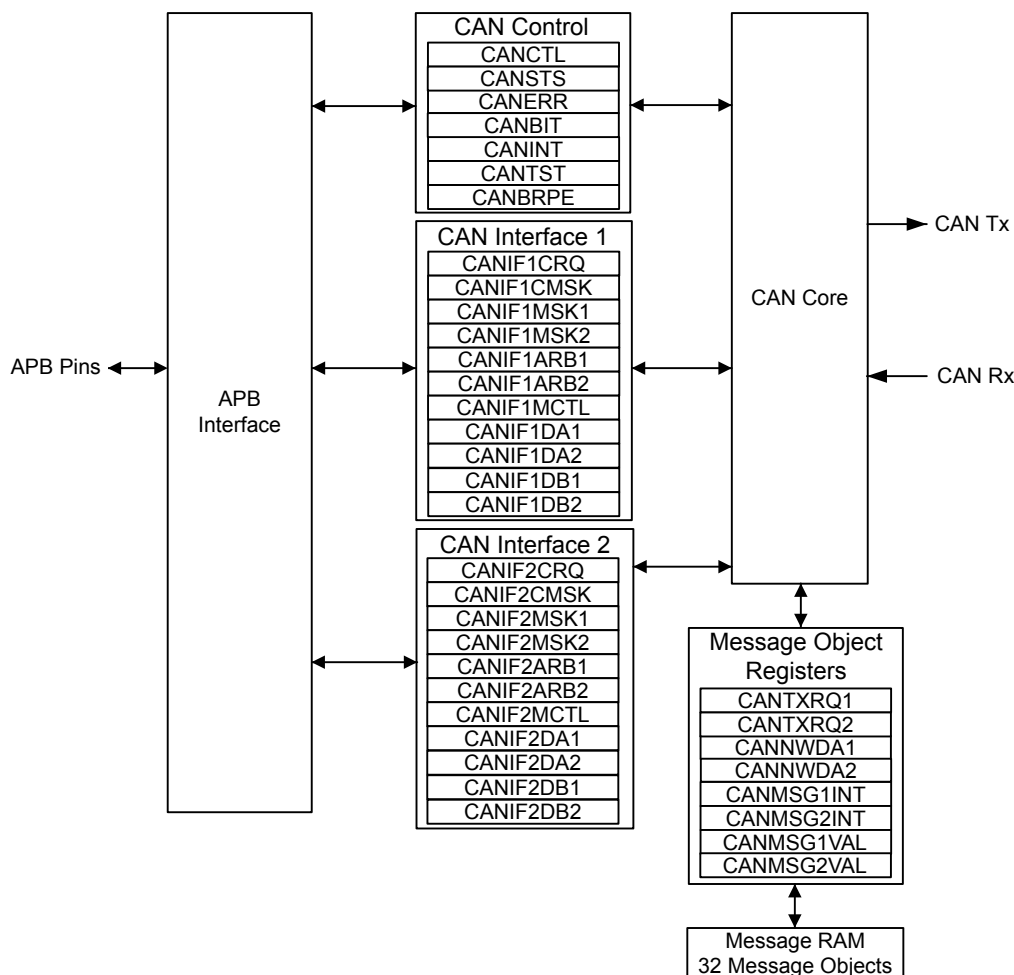 CAN Control
CANCTL
CANSTS
CANERR
CANBIT
CANINT
CANTST
CANBRPE
CAN Interface 1
CANIF1CRQ
CANIF1CMSK
CANIF1MSK1
CANIF1MSK2
CANIF1ARB1
CANIF1ARB2
CANIF1MCTL
CANIF1DA1
CANIF1DA2
CANIF1DB1
CANIF1DB2
CAN Interface 2
CANIF2CRQ
CANIF2CMSK
CANIF2MSK1
CANIF2MSK2
CANIF2ARB1
CANIF2ARB2
CANIF2MCTL
CANIF2DA1
CANIF2DA2
CANIF2DB1
CANIF2DB2
APB Pins
APB
Interface
CAN Core
CAN Tx
CAN Rx
Message Object
Registers
CANTXRQ1
CANTXRQ2
CANNWDA1
CANNWDA2
CANMSG1INT
CANMSG2INT
CANMSG1VAL
CANMSG2VAL
Message RAM
32 Message Objects